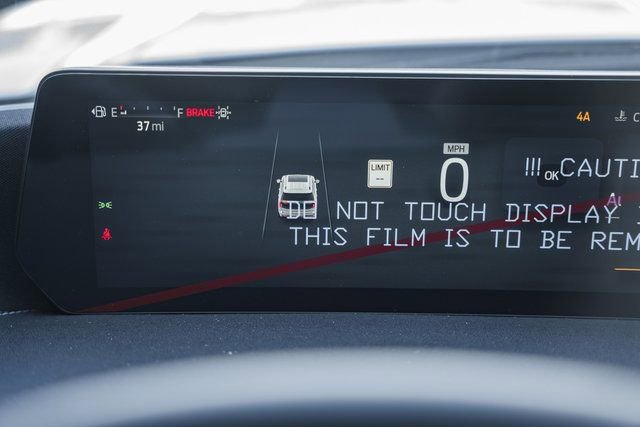 E F BRAKE
37 mi
4A
C
LIMIT
--
MPH
0
OK
!!! CAUTI
DO NOT TOUCH DISPLAY
THIS FILM IS TO BE REM